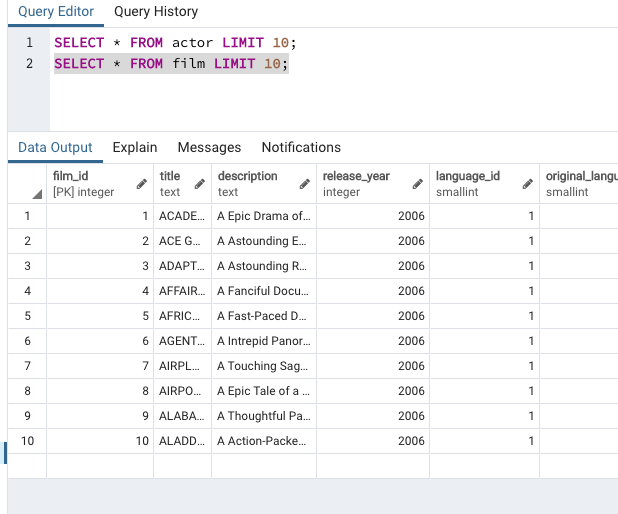 Query Editor Query History
1 SELECT * FROM actor LIMIT 10;
2 SELECT * FROM film LIMIT 10;
Data Output Explain Messages Notifications
film_id title description release_year language_id original_langu
[PK] integer text text integer smallint smallint
1 1 ACADE... A Epic Drama of... 2006 1
2 2 ACE G... A Astounding E... 2006 1
3 3 ADAPT... A Astounding R... 2006 1
4 4 AFFAIR... A Fanciful Docu... 2006 1
5 5 AFRIC... A Fast-Paced D... 2006 1
6 6 AGENT... A Intrepid Panor... 2006 1
7 7 AIRPL... A Touching Sag... 2006 1
8 8 AIRPO... A Epic Tale of a ... 2006 1
9 9 ALABA... A Thoughtful Pa... 2006 1
10 10 ALADD... A Action-Packe... 2006 1